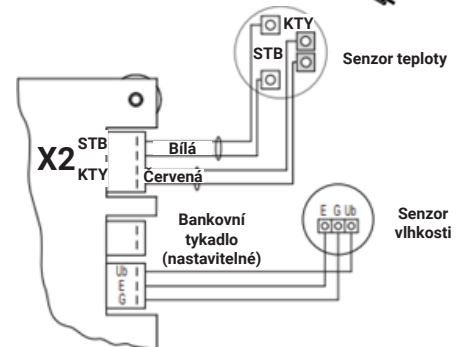 KTY
STB
Senzor teploty
X2
STB
KTY
Bílá
Červená
Bankovní
tykadlo
(nastavitelné)
E G Ub
Senzor
vlhkosti
Ub
E
G